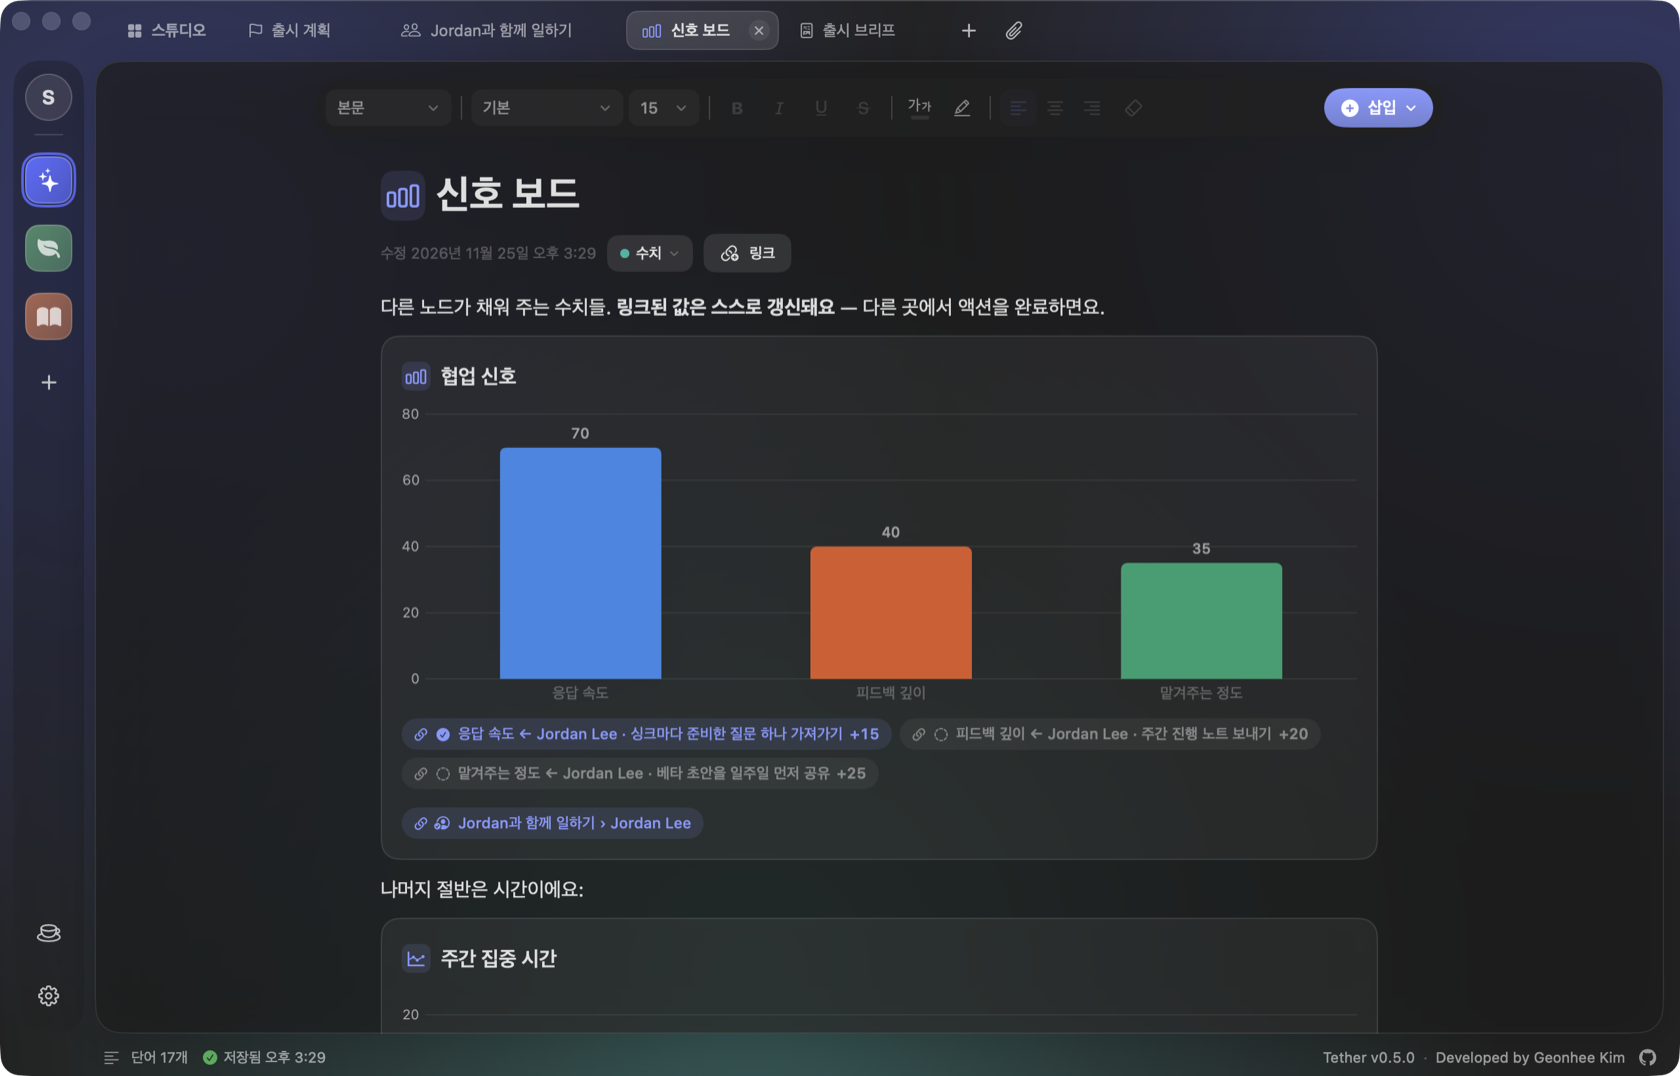 스튜디오
출시 계획
Jordan과 함께 일하기
신호 보드
출시 브리프
S
본문
기본
15
B
I
U
S
가가
삽입
신호 보드
수정 2026년 11월 25일 오후 3:29
수치
링크
다른 노드가 채워 주는 수치들. 링크된 값은 스스로 갱신돼요 — 다른 곳에서 액션을 완료하면요.
협업 신호
80
60
40
20
0
70
40
35
응답 속도
피드백 깊이
맡겨주는 정도
응답 속도 ← Jordan Lee · 싱크마다 준비한 질문 하나 가져가기 +15
피드백 깊이 ← Jordan Lee · 주간 진행 노트 보내기 +20
맡겨주는 정도 ← Jordan Lee · 베타 초안을 일주일 먼저 공유 +25
Jordan과 함께 일하기 › Jordan Lee
나머지 절반은 시간이에요:
주간 집중 시간
20
단어 17개
저장됨 오후 3:29
Tether v0.5.0 · Developed by Geonhee Kim